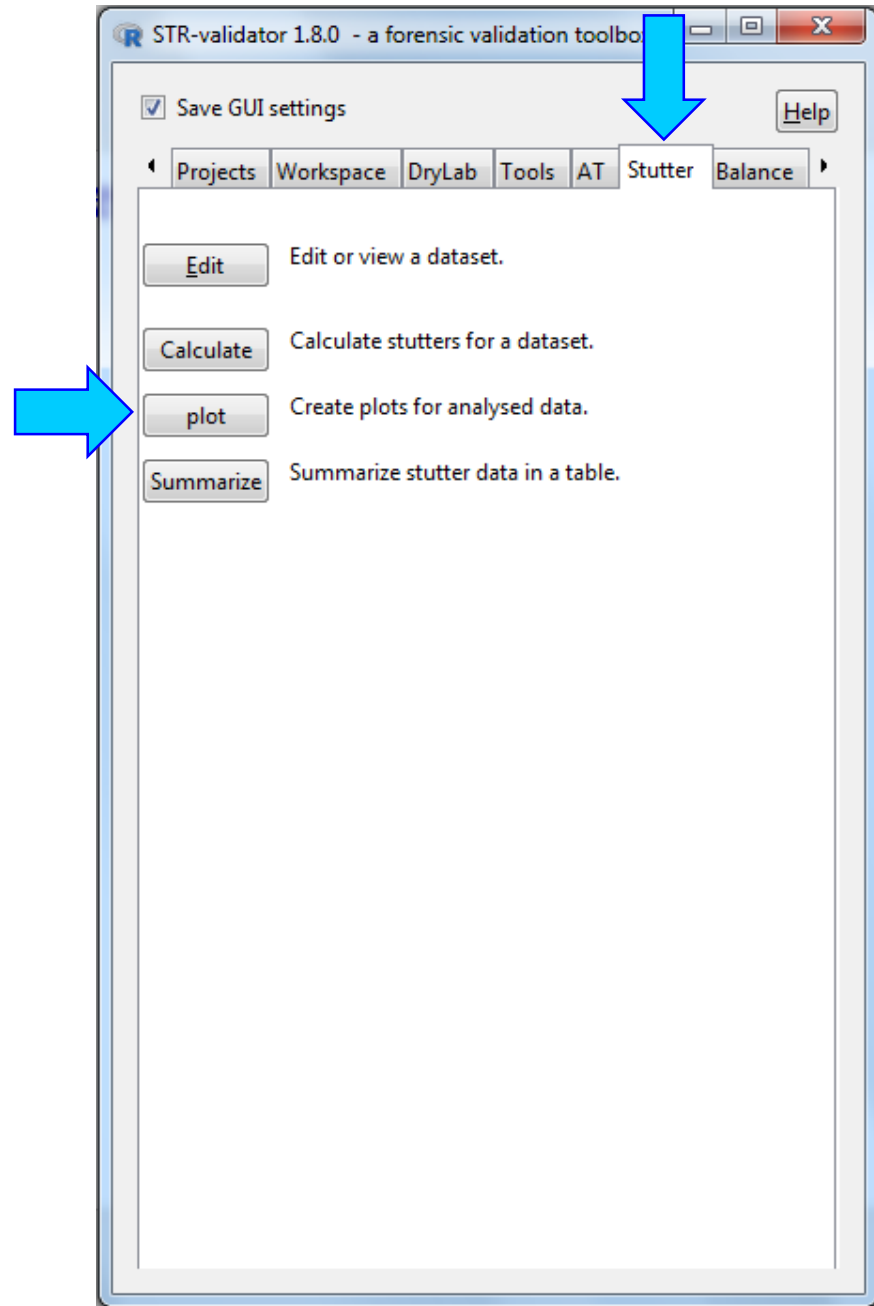 STR-validator 1.8.0 - a forensic validation toolbo
Save GUI settings
Help
Projects Workspace DryLab Tools AT Stutter Balance
Edit Edit or view a dataset.
Calculate Calculate stutters for a dataset.
plot Create plots for analysed data.
Summarize Summarize stutter data in a table.